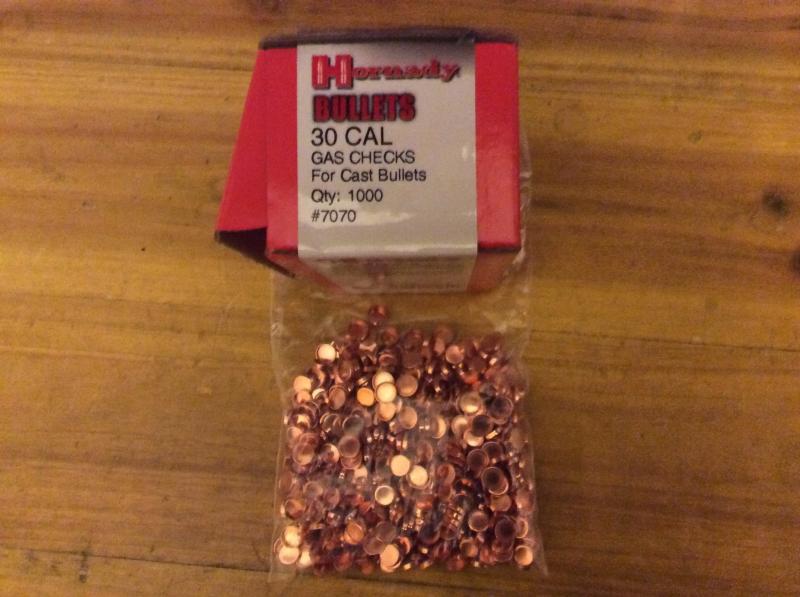 Hornady
BULLETS
30 CAL
GAS CHECKS
For Cast Bullets
Qty: 1000
#7070